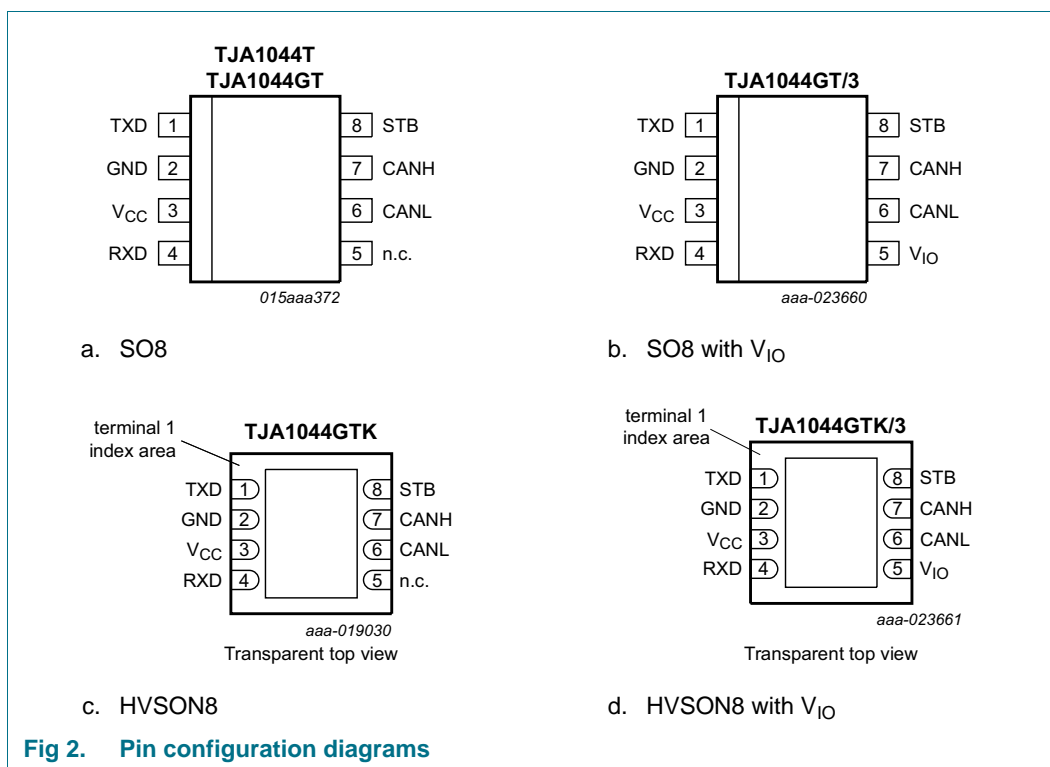 TJA1044T
TJA1044GT
TXD 1
8 STB
GND 2
7 CANH
VCC 3
6 CANL
RXD 4
5 n.c.
015aaa372
a. SO8
TJA1044GT/3
TXD 1
8 STB
GND 2
7 CANH
VCC 3
6 CANL
RXD 4
5 VIO
aaa-023660
b. SO8 with VIO
terminal 1
index area
TJA1044GTK
TXD 1
8 STB
GND 2
7 CANH
VCC 3
6 CANL
RXD 4
5 n.c.
aaa-019030
Transparent top view
c. HVSON8
terminal 1
index area
TJA1044GTK/3
TXD 1
8 STB
GND 2
7 CANH
VCC 3
6 CANL
RXD 4
5 VIO
aaa-023661
Transparent top view
d. HVSON8 with VIO
Fig 2. Pin configuration diagrams